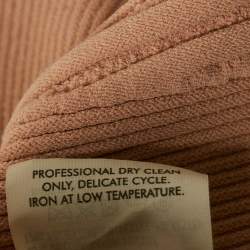 PROFESSIONAL DRY CLEAN
ONLY, DELICATE CYCLE.
IRON AT LOW TEMPERATURE.